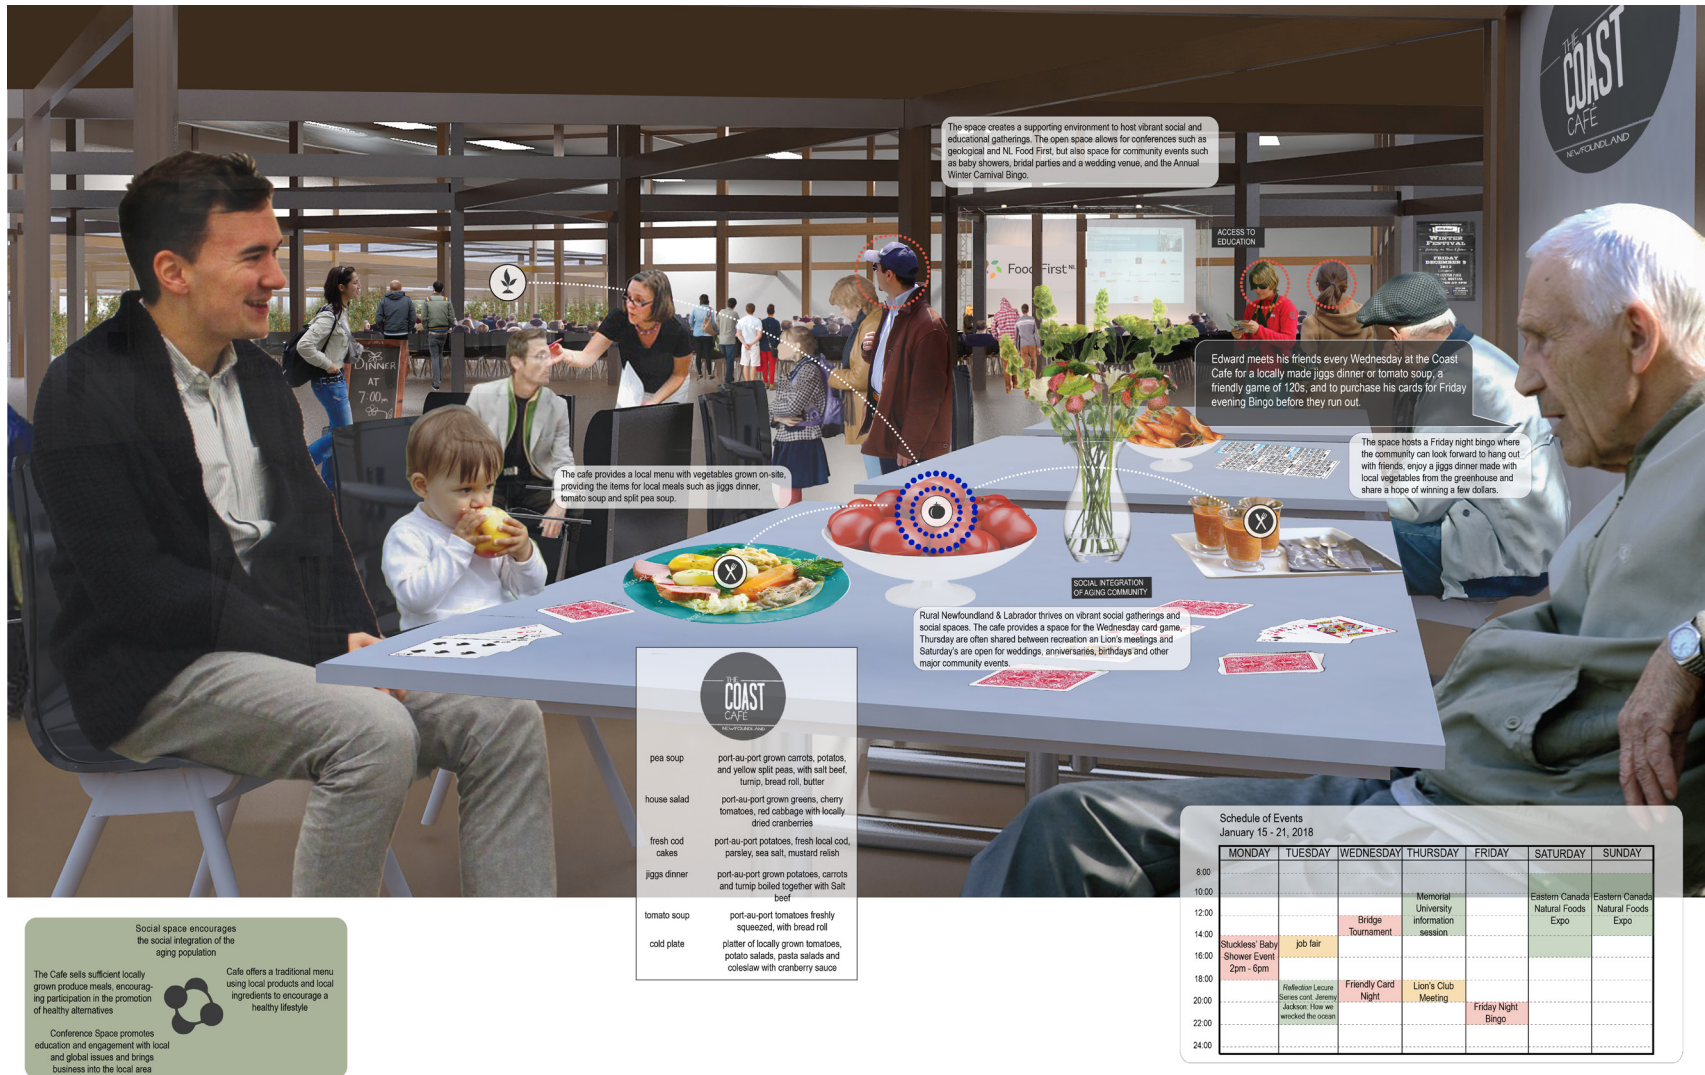 THE
COAST
CAFÉ
NEWFOUNDLAND
The space creates a supporting environment to host vibrant social and
educational gatherings. The open space allows for conferences such as
geological and NL Food First, but also space for community events such
as baby showers, bridal parties and a wedding venue, and the Annual
Winter Carnival Bingo.
ACCESS TO
EDUCATION
WINTER
FESTIVAL
FRIDAY
DECEMBER 9
Food First NL
DINNER
AT
7:00pm
Edward meets his friends every Wednesday at the Coast
Cafe for a locally made jiggs dinner or tomato soup, a
friendly game of 120s, and to purchase his cards for Friday
evening Bingo before they run out.
The space hosts a Friday night bingo where
the community can look forward to hang out
with friends, enjoy a jiggs dinner made with
local vegetables from the greenhouse and
share a hope of winning a few dollars.
The cafe provides a local menu with vegetables grown on-site,
providing the items for local meals such as jiggs dinner,
tomato soup and split pea soup.
SOCIAL INTEGRATION
OF AGING COMMUNITY
Rural Newfoundland & Labrador thrives on vibrant social gatherings and
social spaces. The cafe provides a space for the Wednesday card game,
Thursday are often shared between recreation an Lion's meetings and
Saturday's are open for weddings, anniversaries, birthdays and other
major community events.
THE
COAST
CAFÉ
NEWFOUNDLAND
pea soup
port-au-port grown carrots, potatos,
and yellow split peas, with salt beef,
turnip, bread roll, butter
house salad
port-au-port grown greens, cherry
tomatoes, red cabbage with locally
dried cranberries
fresh cod
cakes
port-au-port potatoes, fresh local cod,
parsley, sea salt, mustard relish
jiggs dinner
port-au-port grown potatoes, carrots
and turnip boiled together with Salt
beef
tomato soup
port-au-port tomatoes freshly
squeezed, with bread roll
cold plate
platter of locally grown tomatoes,
potato salads, pasta salads and
coleslaw with cranberry sauce
Social space encourages
the social integration of the
aging population
The Cafe sells sufficient locally
grown produce meals, encourag-
ing participation in the promotion
of healthy alternatives
Cafe offers a traditional menu
using local products and local
ingredients to encourage a
healthy lifestyle
Conference Space promotes
education and engagement with local
and global issues and brings
business into the local area
Schedule of Events
January 15 - 21, 2018
MONDAY TUESDAY WEDNESDAY THURSDAY FRIDAY SATURDAY SUNDAY
8:00
10:00
12:00
14:00
16:00
18:00
20:00
22:00
24:00
Stuckless' Baby
Shower Event
2pm - 6pm
job fair
Reflection Lecure
Series cont. Jeremy
Jackson: How we
wrecked the ocean
Bridge
Tournament
Friendly Card
Night
Memorial
University
information
session
Lion's Club
Meeting
Friday Night
Bingo
Eastern Canada
Natural Foods
Expo
Eastern Canada
Natural Foods
Expo